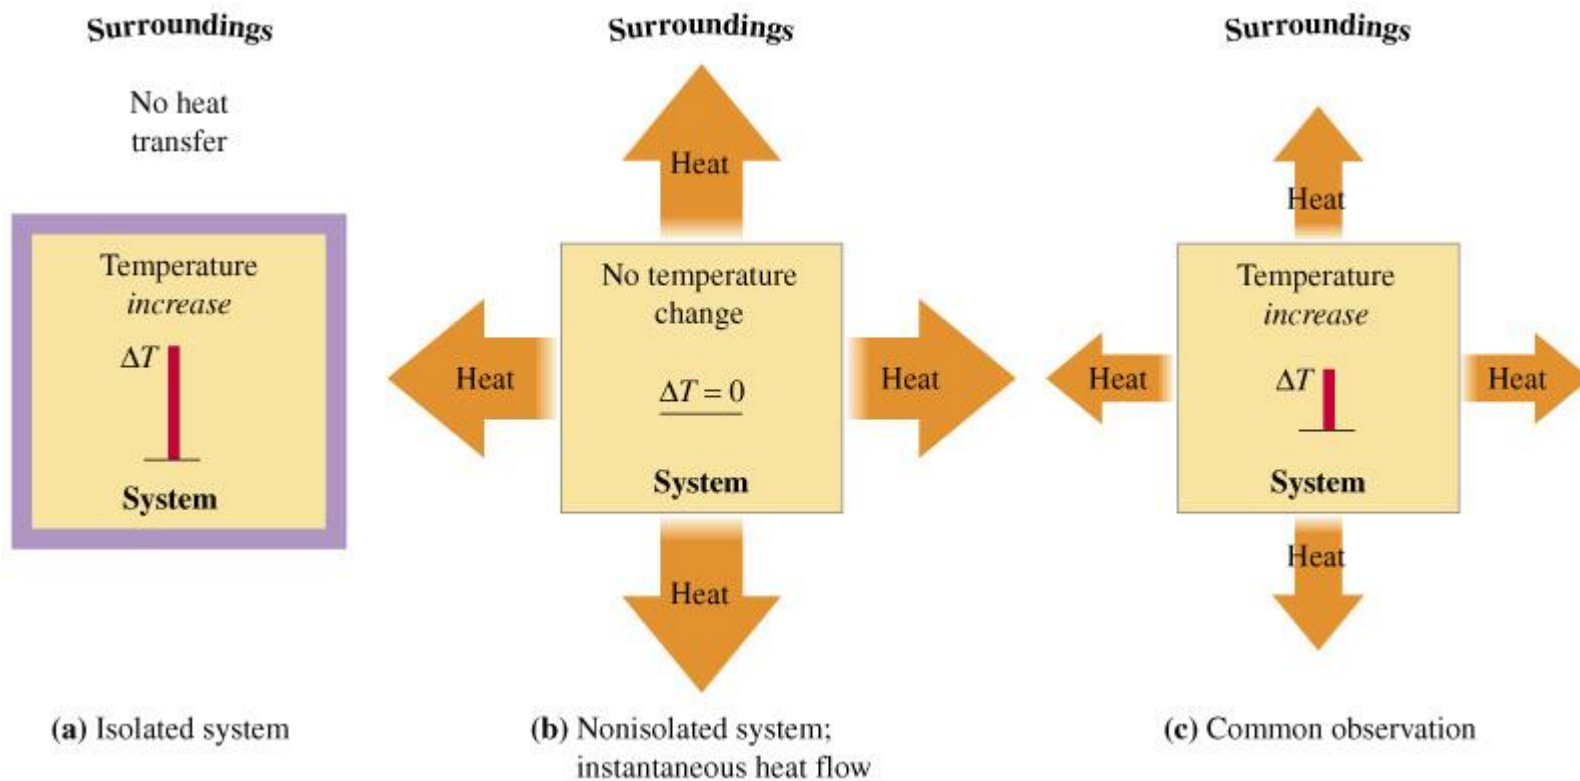 Surroundings
No heat
transfer
Temperature
increase
ΔT
System
(a) Isolated system
Surroundings
Heat
Heat
No temperature
change
ΔT = 0
System
Heat
Heat
(b) Nonisolated system;
instantaneous heat flow
Surroundings
Heat
Heat
Temperature
increase
ΔT
System
Heat
Heat
(c) Common observation